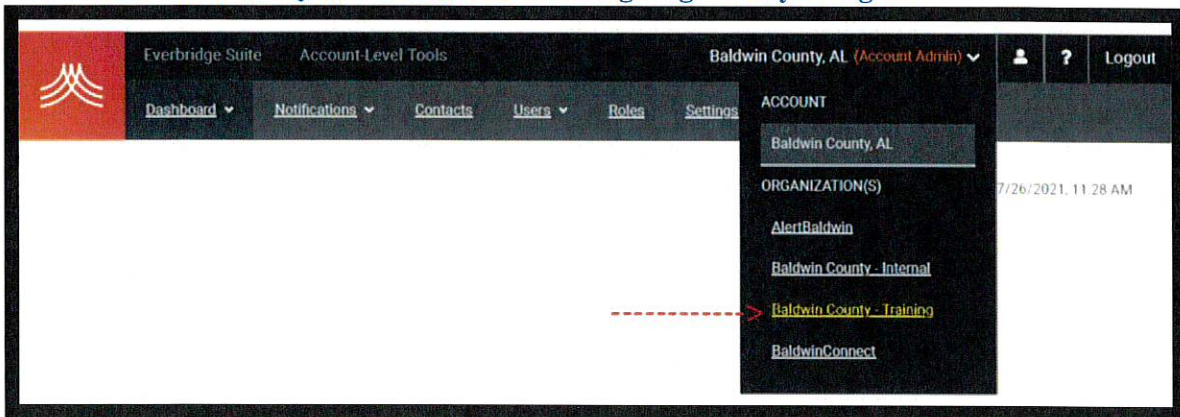 Everbridge Suite Account-Level Tools Baldwin County, AL (Account Admin) ? Logout
Dashboard Notifications Contacts Users Roles Settings
ACCOUNT
Baldwin County, AL
ORGANIZATION(S)
7/26/2021, 11:28 AM
AlertBaldwin
Baldwin County - Internal
Baldwin County - Training
BaldwinConnect